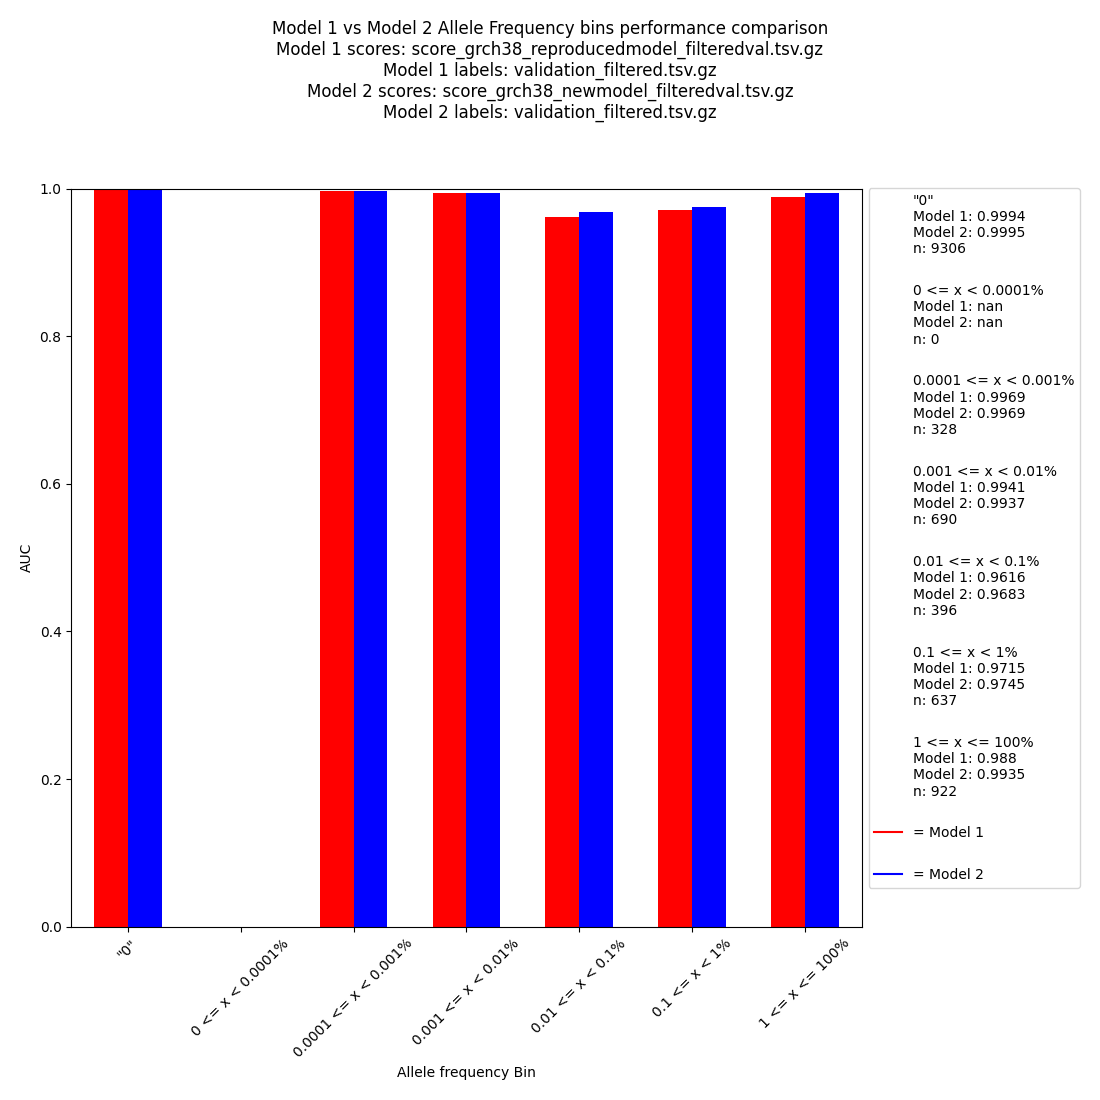 Model 1 vs Model 2 Allele Frequency bins performance comparison
Model 1 scores: score_grch38_reproducedmodel_filteredval.tsv.gz
Model 1 labels: validation_filtered.tsv.gz
Model 2 scores: score_grch38_newmodel_filteredval.tsv.gz
Model 2 labels: validation_filtered.tsv.gz
1.0
0.8
0.6
0.4
0.2
0.0
AUC
"0"
0 <= x < 0.0001%
0.0001 <= x < 0.001%
0.001 <= x < 0.01%
0.01 <= x < 0.1%
0.1 <= x < 1%
1 <= x <= 100%
Allele frequency Bin
"0"
Model 1: 0.9994
Model 2: 0.9995
n: 9306
0 <= x < 0.0001%
Model 1: nan
Model 2: nan
n: 0
0.0001 <= x < 0.001%
Model 1: 0.9969
Model 2: 0.9969
n: 328
0.001 <= x < 0.01%
Model 1: 0.9941
Model 2: 0.9937
n: 690
0.01 <= x < 0.1%
Model 1: 0.9616
Model 2: 0.9683
n: 396
0.1 <= x < 1%
Model 1: 0.9715
Model 2: 0.9745
n: 637
1 <= x <= 100%
Model 1: 0.988
Model 2: 0.9935
n: 922
= Model 1
= Model 2